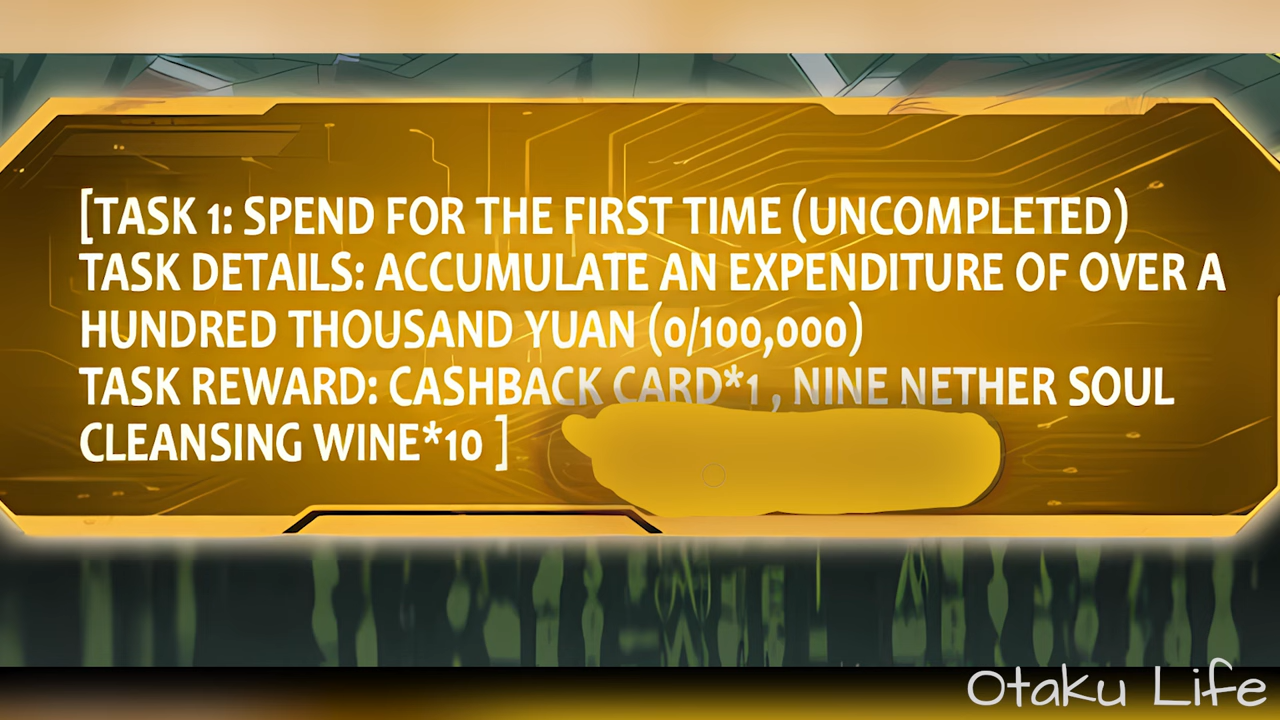 [TASK 1: SPEND FOR THE FIRST TIME (UNCOMPLETED)
TASK DETAILS: ACCUMULATE AN EXPENDITURE OF OVER A
HUNDRED THOUSAND YUAN (0/100,000)
TASK REWARD: CASHBACK CARD*1 , NINE NETHER SOUL
CLEANSING WINE*10 ]
Otaku Life